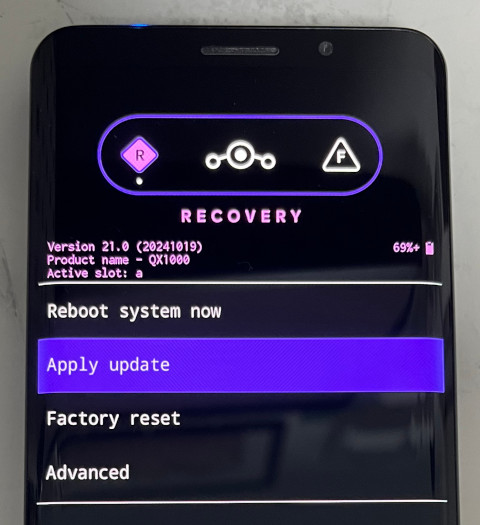 R F
RECOVERY
Version 21.0 (20241019) 69%+
Product name - QX1000
Active slot: a
Reboot system now
Apply update
Factory reset
Advanced